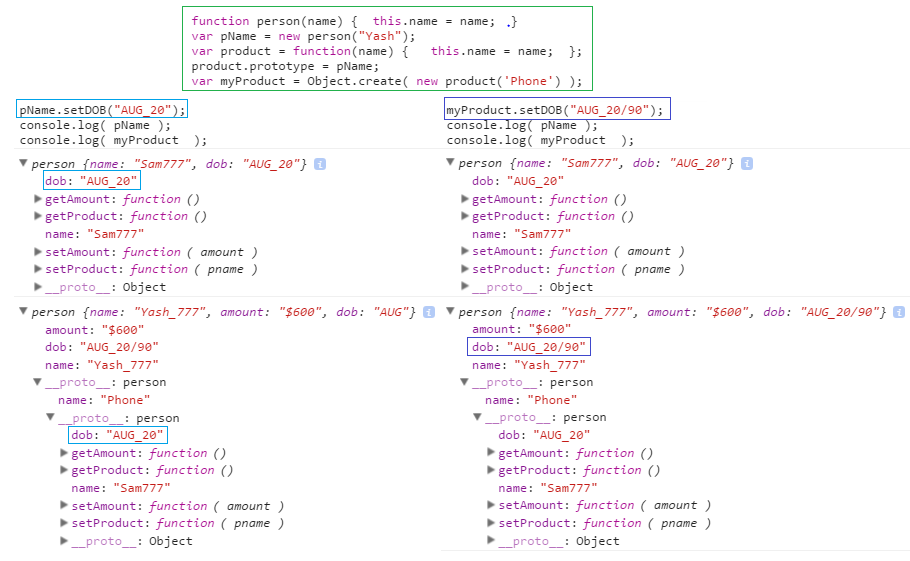 function person(name) {  this.name = name;  .}
var pName = new person("Yash");
var product = function(name) {   this.name = name;  };
product.prototype = pName;
var myProduct = Object.create( new product('Phone') );
pName.setDOB("AUG_20");
console.log( pName );
console.log( myProduct  );
person {name: "Sam777", dob: "AUG_20"} i
dob: "AUG_20"
getAmount: function ()
getProduct: function ()
name: "Sam777"
setAmount: function ( amount )
setProduct: function ( pname )
__proto__: Object
person {name: "Yash_777", amount: "$600", dob: "AUG"} i
amount: "$600"
dob: "AUG_20/90"
name: "Yash_777"
__proto__: person
name: "Phone"
__proto__: person
dob: "AUG_20"
getAmount: function ()
getProduct: function ()
name: "Sam777"
setAmount: function ( amount )
setProduct: function ( pname )
__proto__: Object
myProduct.setDOB("AUG_20/90");
console.log( pName );
console.log( myProduct  );
person {name: "Sam777", dob: "AUG_20"} i
dob: "AUG_20"
getAmount: function ()
getProduct: function ()
name: "Sam777"
setAmount: function ( amount )
setProduct: function ( pname )
__proto__: Object
person {name: "Yash_777", amount: "$600", dob: "AUG_20/90"} i
amount: "$600"
dob: "AUG_20/90"
name: "Yash_777"
__proto__: person
name: "Phone"
__proto__: person
dob: "AUG_20"
getAmount: function ()
getProduct: function ()
name: "Sam777"
setAmount: function ( amount )
setProduct: function ( pname )
__proto__: Object